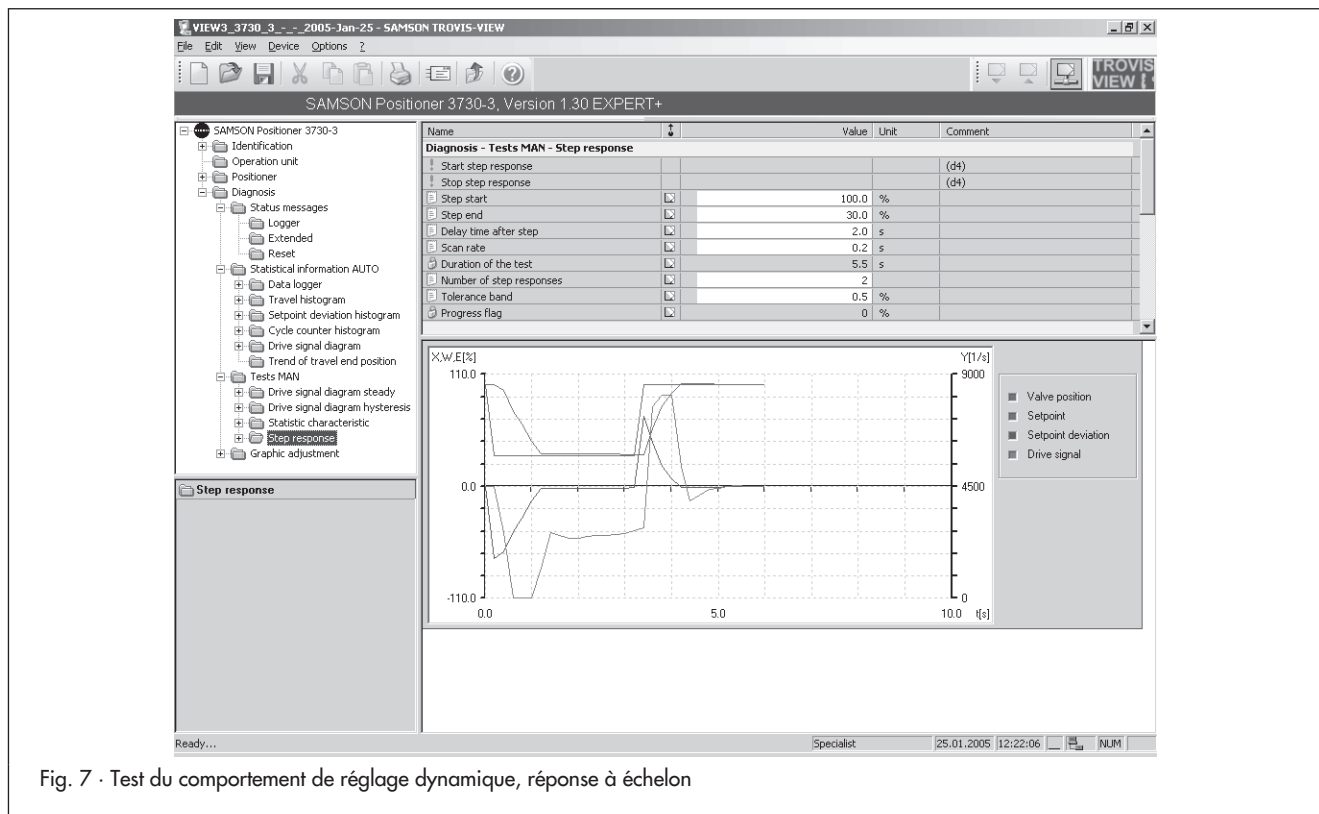 VIEW3_3730_3_-_-_2005-Jan-25 - SAMSON TROVIS-VIEW
File Edit View Device Options ?
TROVIS
VIEW
SAMSON Positioner 3730-3, Version 1.30 EXPERT+
SAMSON Positioner 3730-3
Identification
Operation unit
Positioner
Diagnosis
Status messages
Logger
Extended
Reset
Statistical information AUTO
Data logger
Travel histogram
Setpoint deviation histogram
Cycle counter histogram
Drive signal diagram
Trend of travel end position
Tests MAN
Drive signal diagram steady
Drive signal diagram hysteresis
Statistic characteristic
Step response
Graphic adjustment
Step response
Name Value Unit Comment
Diagnosis - Tests MAN - Step response
Start step response (d4)
Stop step response (d4)
Step start 100.0 %
Step end 30.0 %
Delay time after step 2.0 s
Scan rate 0.2 s
Duration of the test 5.5 s
Number of step responses 2
Tolerance band 0.5 %
Progress flag 0 %
X,W,E[%] Y[1/s]
110.0 9000
0.0 4500
-110.0 0
0.0 5.0 10.0 t[s]
Valve position
Setpoint
Setpoint deviation
Drive signal
Ready... Specialist 25.01.2005 12:22:06 NUM
Fig. 7 · Test du comportement de réglage dynamique, réponse à échelon